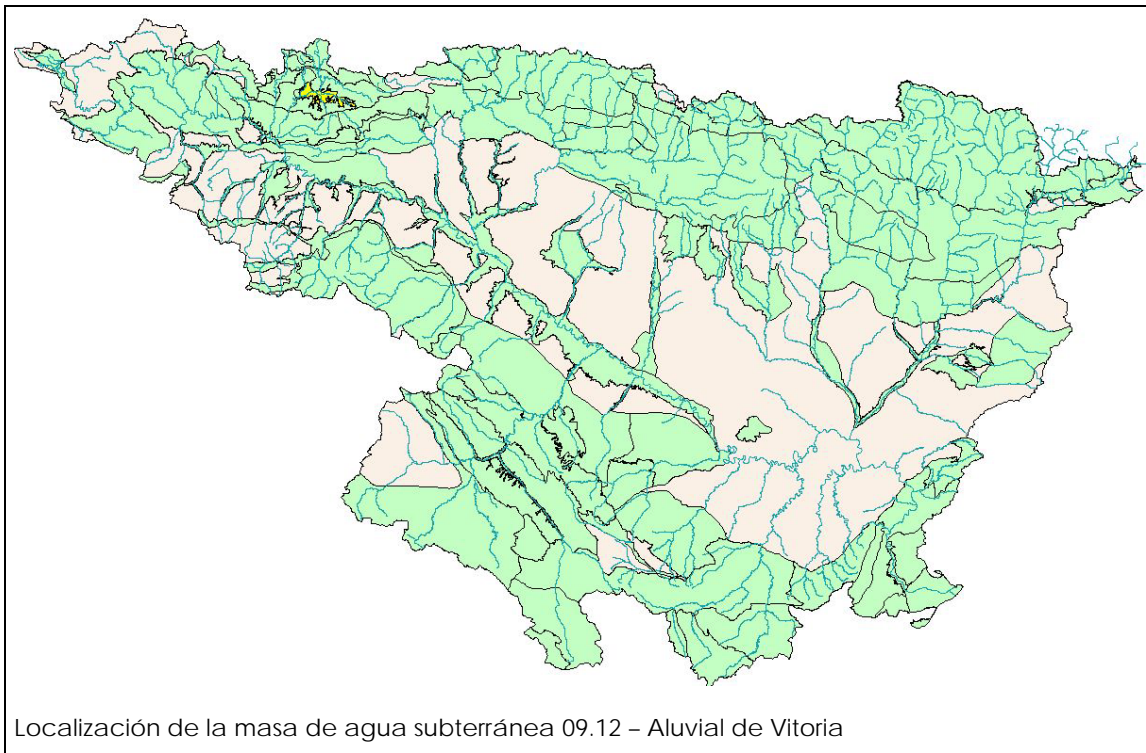 Localización de la masa de agua subterránea 09.12 – Aluvial de Vitoria